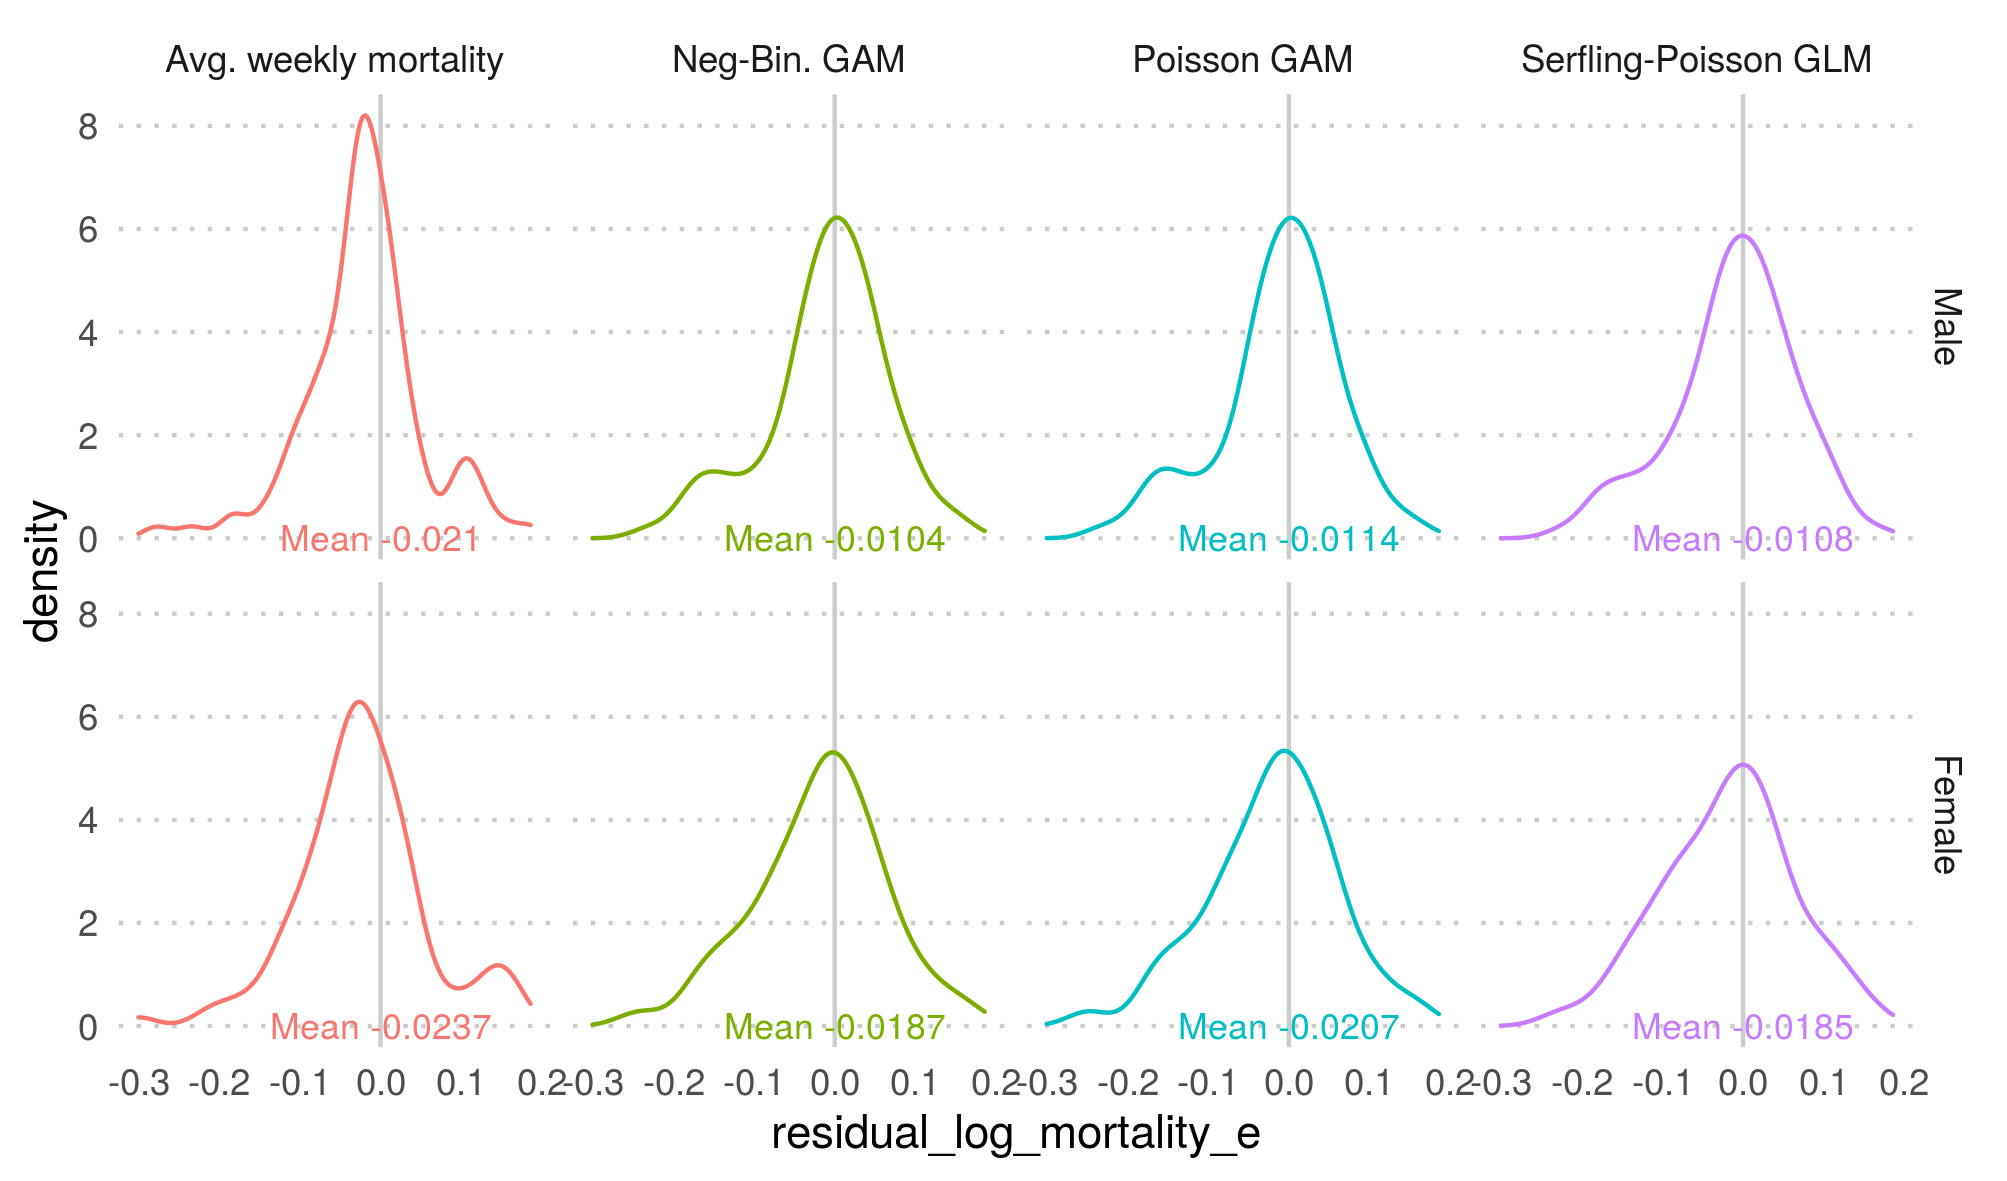 Avg. weekly mortality
Neg-Bin. GAM
Poisson GAM
Serfling-Poisson GLM
8
6
4
2
0
Mean -0.021
Mean -0.0104
Mean -0.0114
Mean -0.0108
Male
density
8
6
4
2
0
Mean -0.0237
Mean -0.0187
Mean -0.0207
Mean -0.0185
Female
-0.3 -0.2 -0.1 0.0 0.1 0.2
-0.3 -0.2 -0.1 0.0 0.1 0.2
-0.3 -0.2 -0.1 0.0 0.1 0.2
-0.3 -0.2 -0.1 0.0 0.1 0.2
residual_log_mortality_e